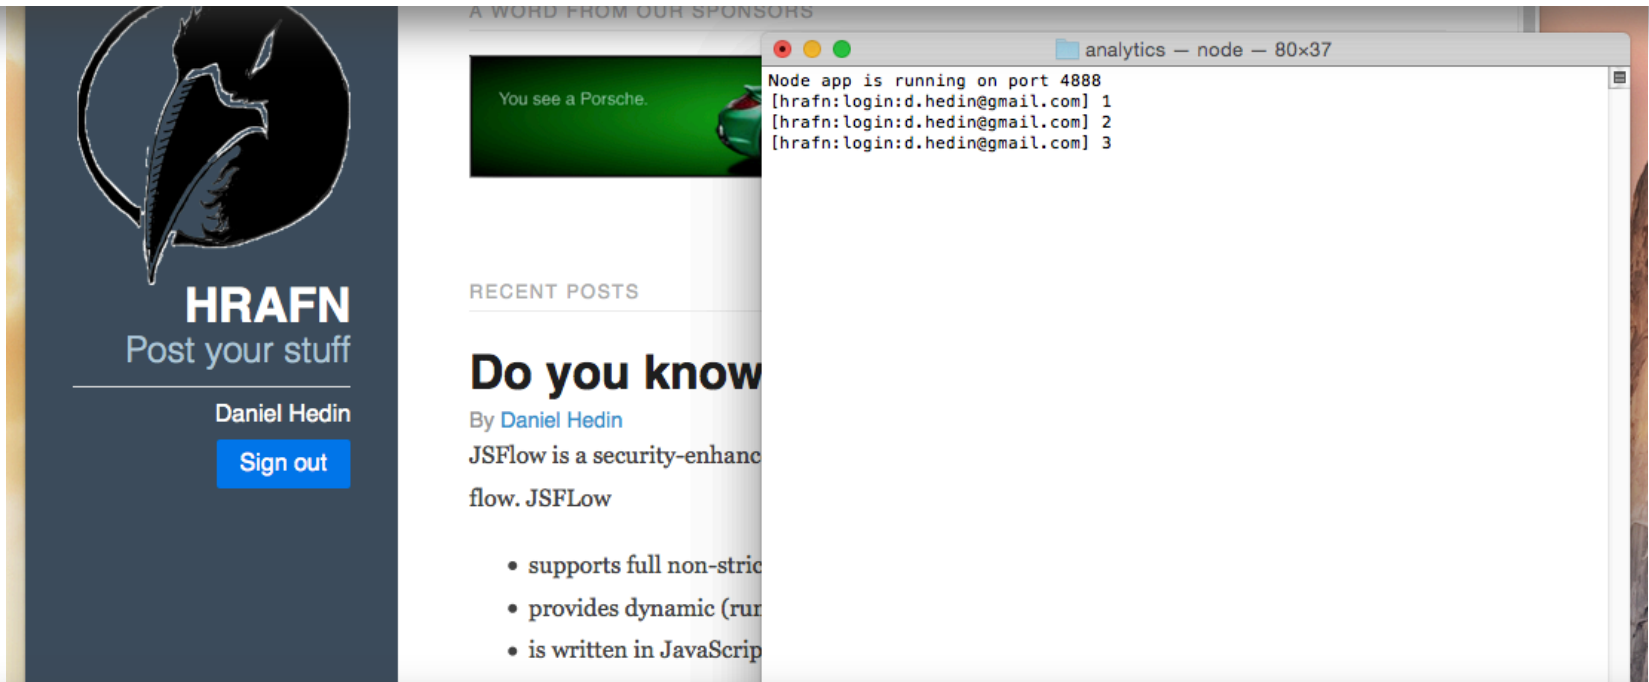 A WORD FROM OUR SPONSORS
You see a Porsche.
HRAFN
Post your stuff
Daniel Hedin
Sign out
RECENT POSTS
Do you know
By Daniel Hedin
JSFlow is a security-enhanc
flow. JSFLow
• supports full non-stric
• provides dynamic (run
• is written in JavaScrip
analytics — node — 80×37
Node app is running on port 4888
[hrafn:login:d.hedin@gmail.com] 1
[hrafn:login:d.hedin@gmail.com] 2
[hrafn:login:d.hedin@gmail.com] 3